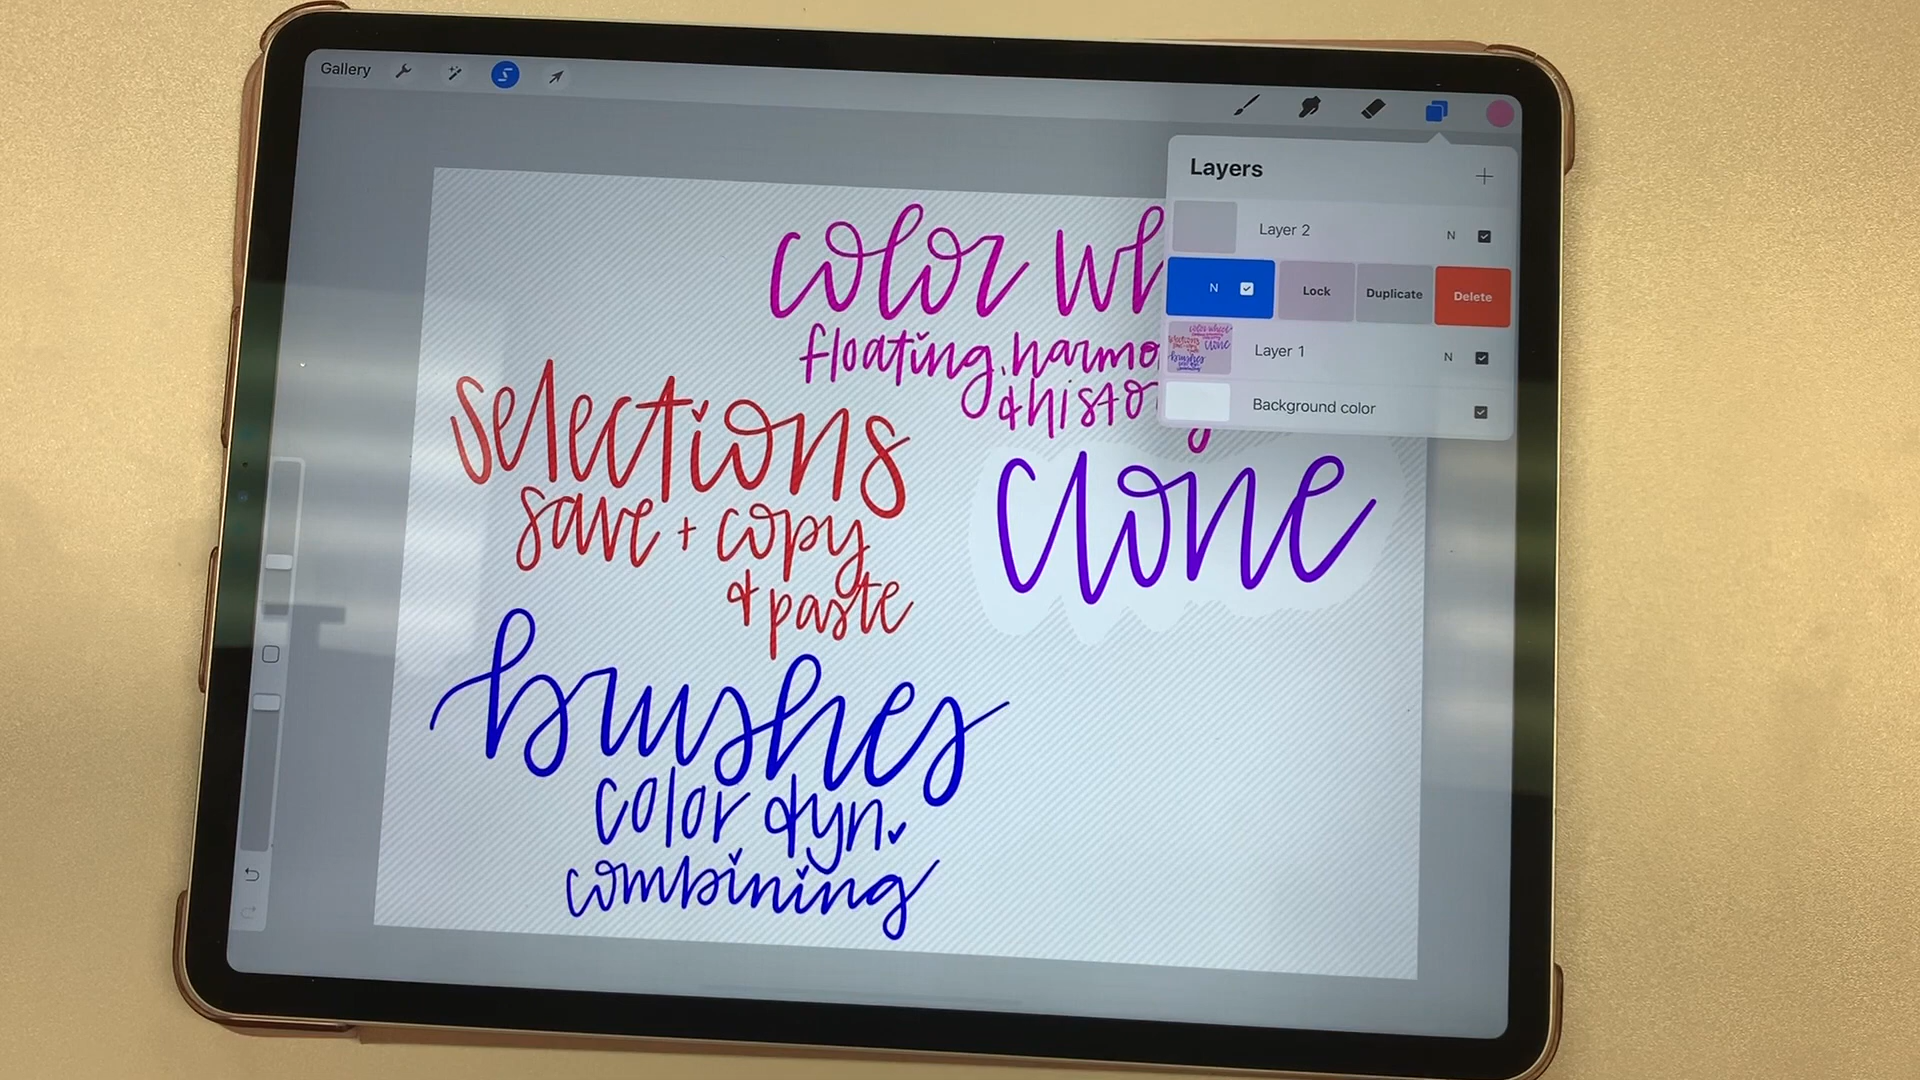 Gallery
Layers
Layer 2
N
N
Lock
Duplicate
Delete
Layer 1
N
Background color
color wh
floating, harmo
& histo
selections
save + copy
& paste
clone
brushes
color dyn.
combining